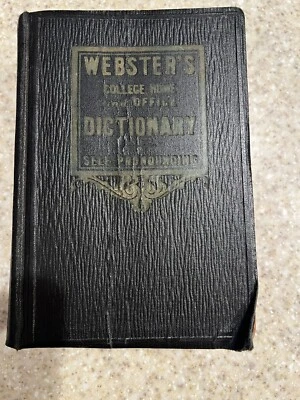 WEBSTER'S
COLLEGE HOME
AND OFFICE
DICTIONARY
SELF PRONOUNCING